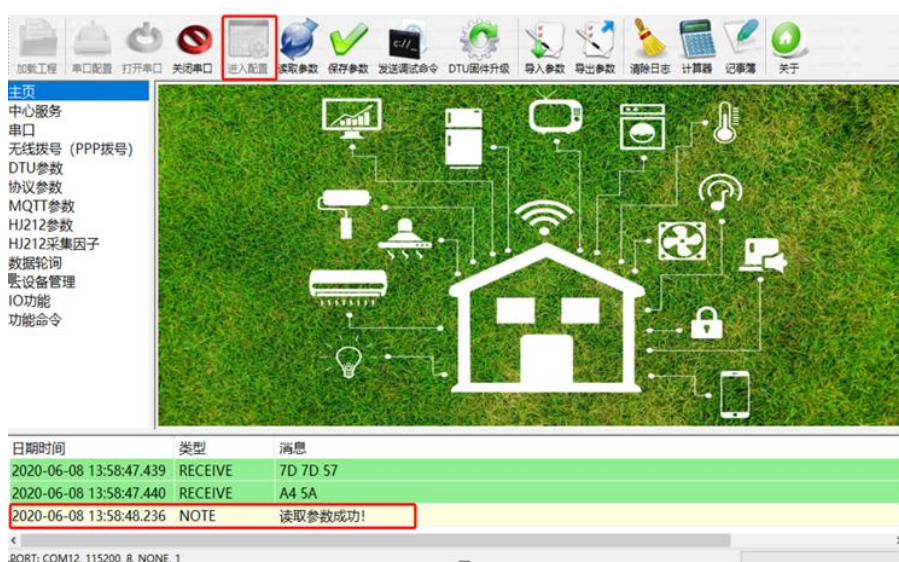 加载工程 串口配置 打开串口 关闭串口 进入配置 读取参数 保存参数 发送调试命令 DTU固件升级 导入参数 导出参数 清除日志 计算器 记事簿 关于
c:/_
主页
中心服务
串口
无线拨号（PPP拨号）
DTU参数
协议参数
MQTT参数
HJ212参数
HJ212采集因子
数据轮询
云设备管理
IO功能
功能命令
日期时间 类型 消息
2020-06-08 13:58:47.439 RECEIVE 7D 7D 57
2020-06-08 13:58:47.440 RECEIVE A4 5A
2020-06-08 13:58:48.236 NOTE 读取参数成功!
PORT: COM12, 115200, 8, NONE, 1